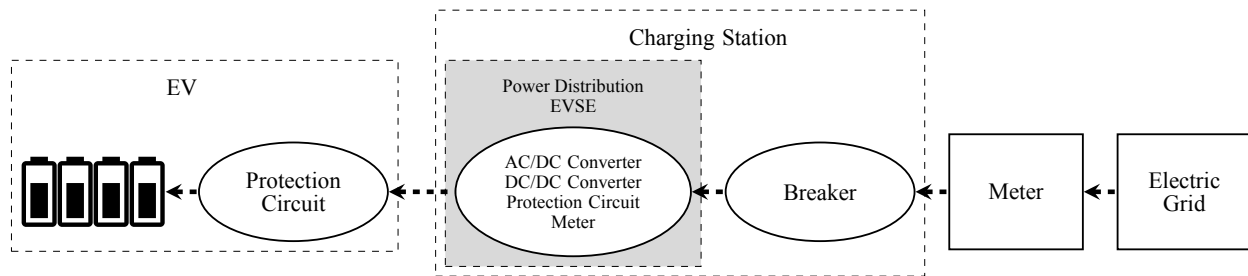 Charging Station
EV
Power Distribution
EVSE
AC/DC Converter
DC/DC Converter
Protection Circuit
Meter
Protection
Circuit
Breaker
Meter
Electric
Grid